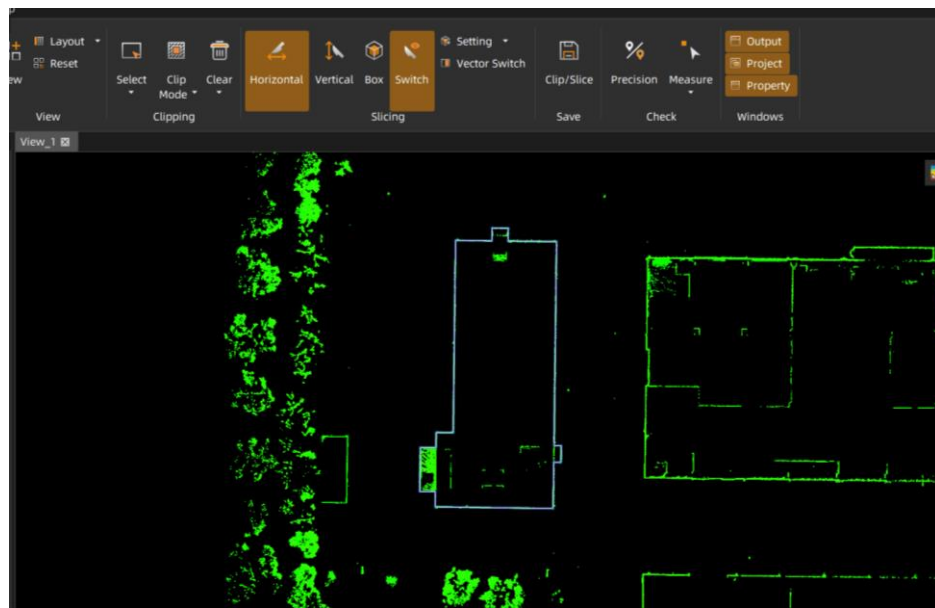 Layout
Reset
View
Select
Clip
Mode
Clear
Clipping
Horizontal
Vertical
Box
Switch
Setting
Vector Switch
Slicing
Clip/Slice
Save
Precision
Measure
Check
Output
Project
Property
Windows
View_1